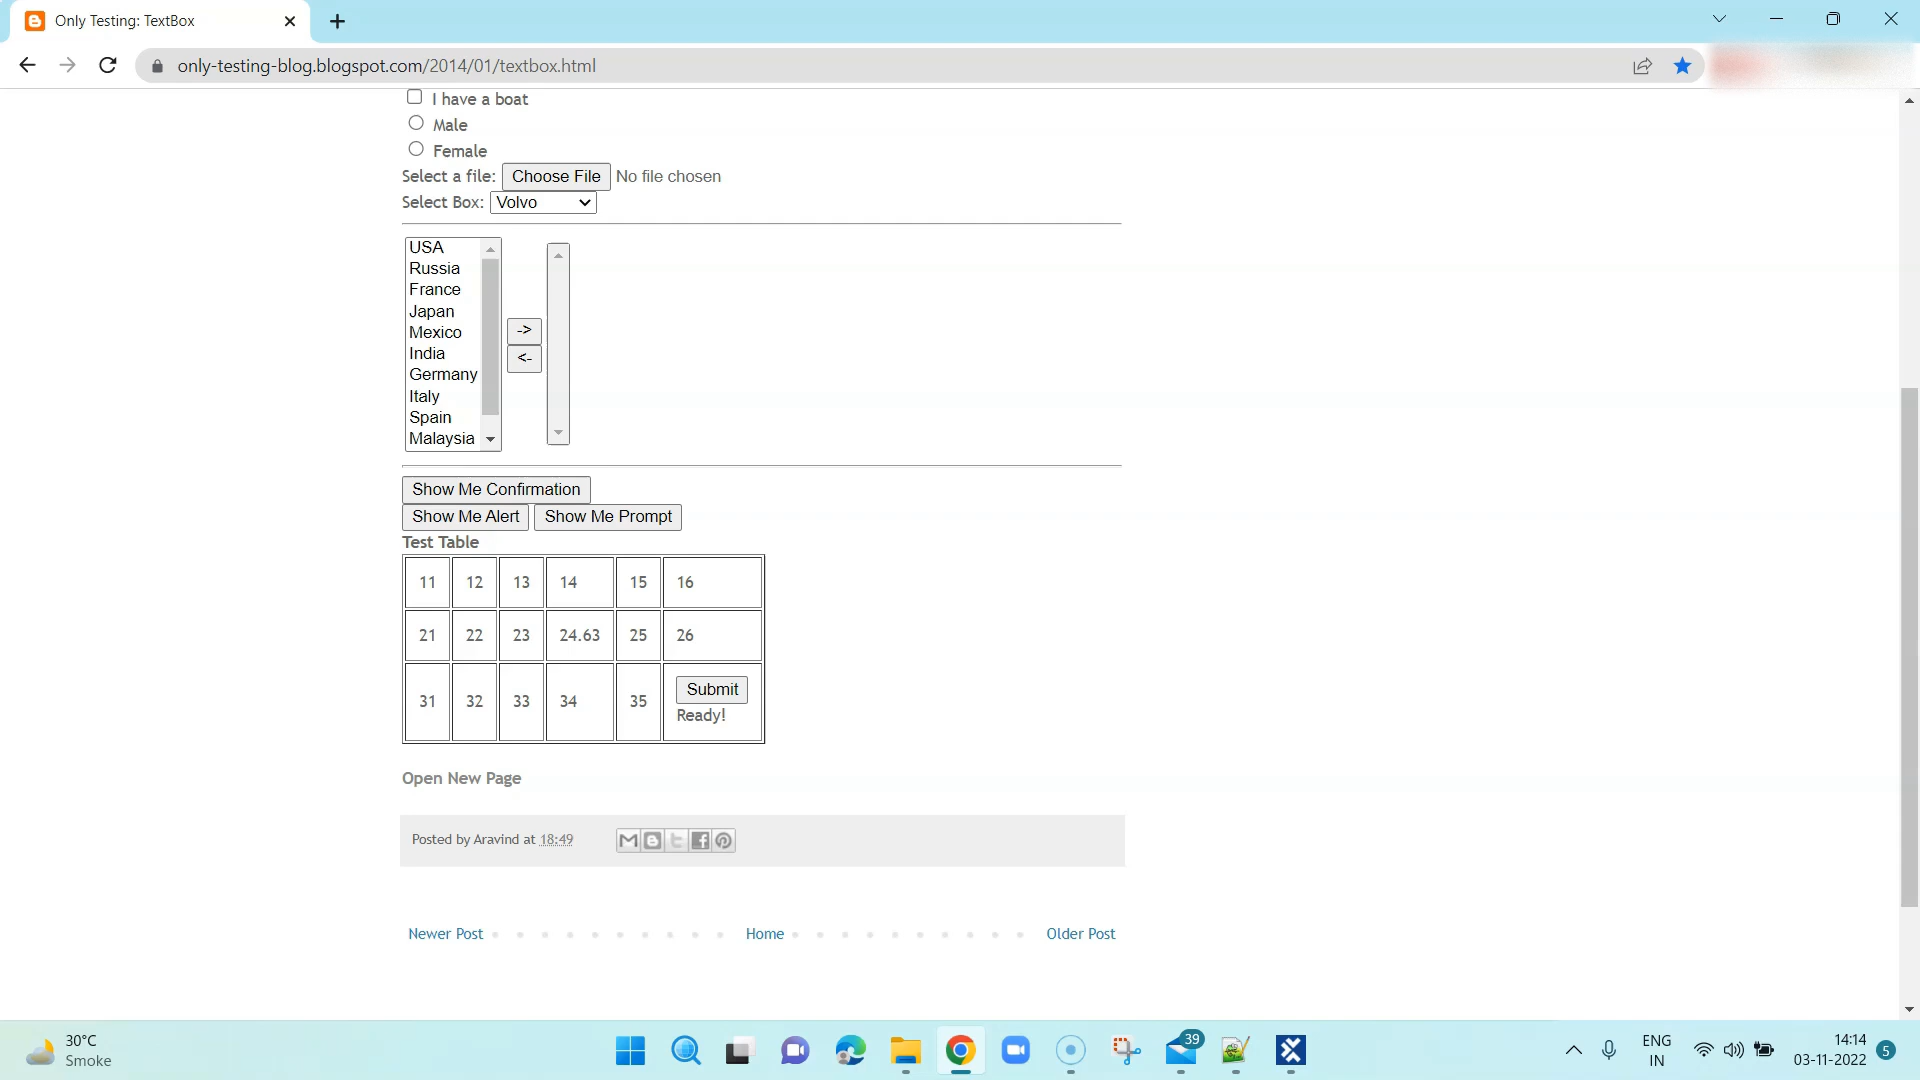 Only Testing: TextBox
only-testing-blog.blogspot.com/2014/01/textbox.html
I have a boat
Male
Female
Select a file: Choose File No file chosen
Select Box: Volvo
USA
Russia
France
Japan
Mexico
India
Germany
Italy
Spain
Malaysia
->
<-
Show Me Confirmation
Show Me Alert Show Me Prompt
Test Table
11 12 13 14 15 16
21 22 23 24.63 25 26
31 32 33 34 35 Submit
Ready!
Open New Page
Posted by Aravind at 18:49
Newer Post Home Older Post
30°C
Smoke
39
ENG
IN
14:14
03-11-2022
5